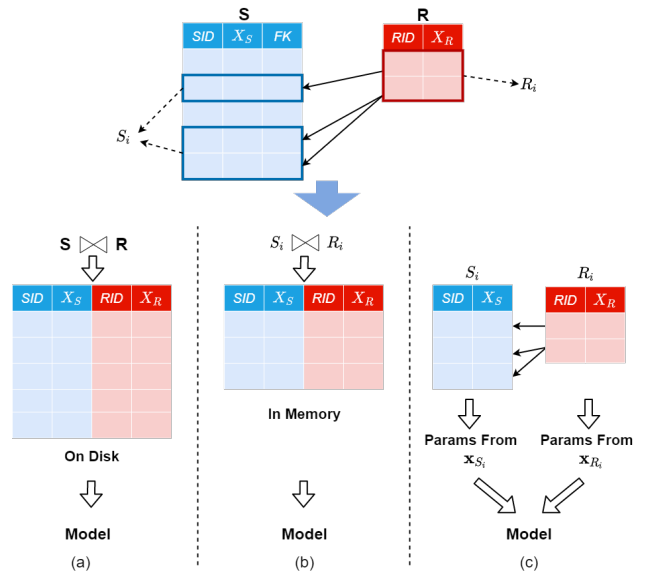 S R
SID X_S FK RID X_R
R_i
S_i
S ⋈ R S_i ⋈ R_i
S_i R_i
SID X_S RID X_R SID X_S RID X_R SID X_S RID X_R
In Memory
On Disk Params From Params From
x_{S_i} x_{R_i}
Model Model Model
(a) (b) (c)